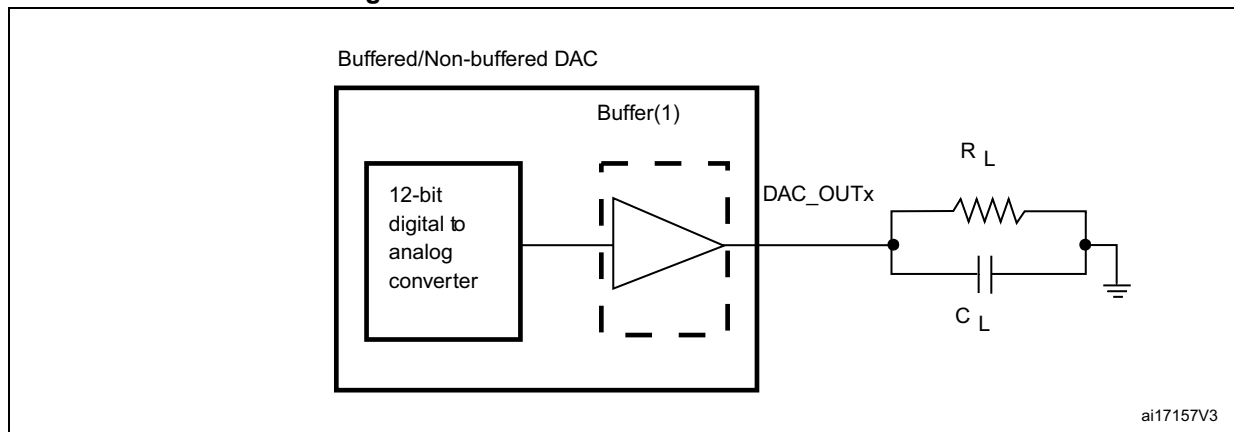 Buffered/Non-buffered DAC
Buffer(1)
12-bit
digital to
analog
converter
DAC_OUTx
R L
C L
ai17157V3